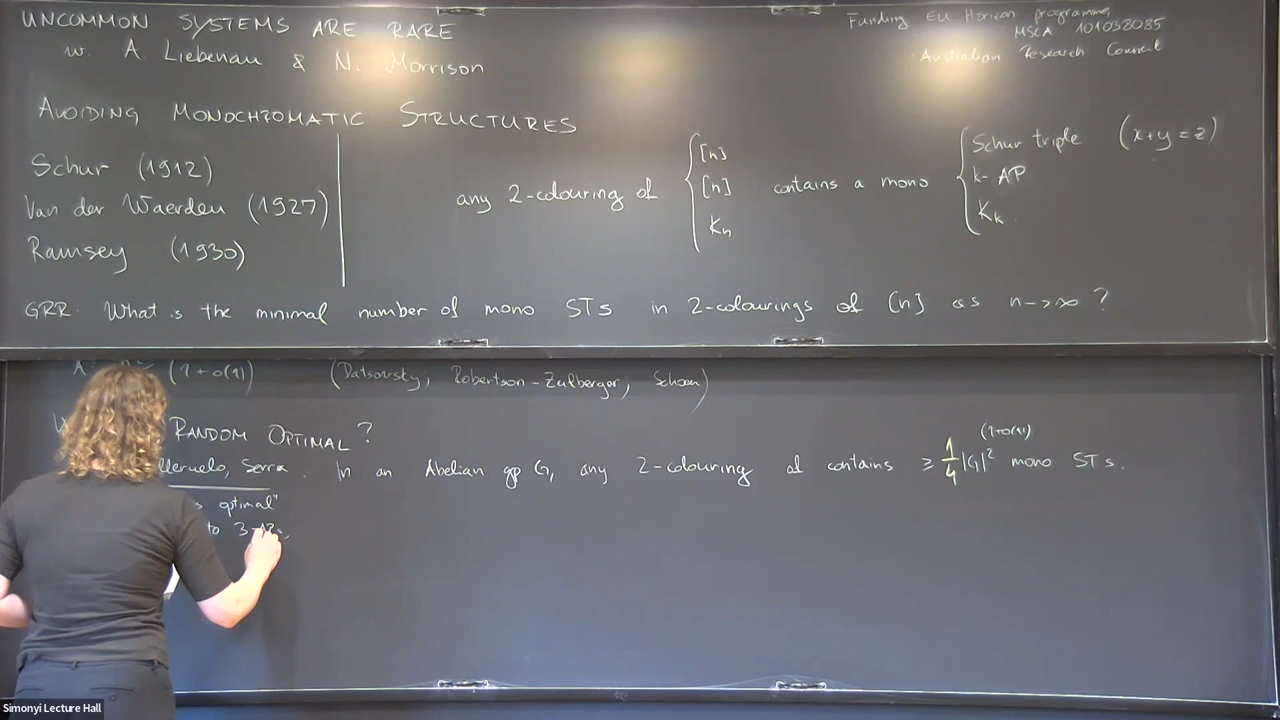 UNCOMMON SYSTEMS ARE RARE
w. A. Liebenau & N. Morrison
Funding EU Horizon programme,
MSCA 101038085
Australian Research Council
AVOIDING MONOCHROMATIC STRUCTURES
Schur (1912)
Van der Waerden (1927)
Ramsey (1930)
any 2-colouring of { [n] [n] Kn contains a mono { Schur triple (x+y=z) k-AP Kk
GRR. What is the minimal number of mono STs in 2-colourings of [n] as n->∞ ?
(1+o(1)) (Datsovsky, Robertson-Zeilberger, Schoen)
RANDOM OPTIMAL?
Serra. In an Abelian gp G, any 2-colouring of contains ≥ 1/4 |G|² mono STs.
(1+o(1))
optimal"
to 3-APs,
Simonyi Lecture Hall